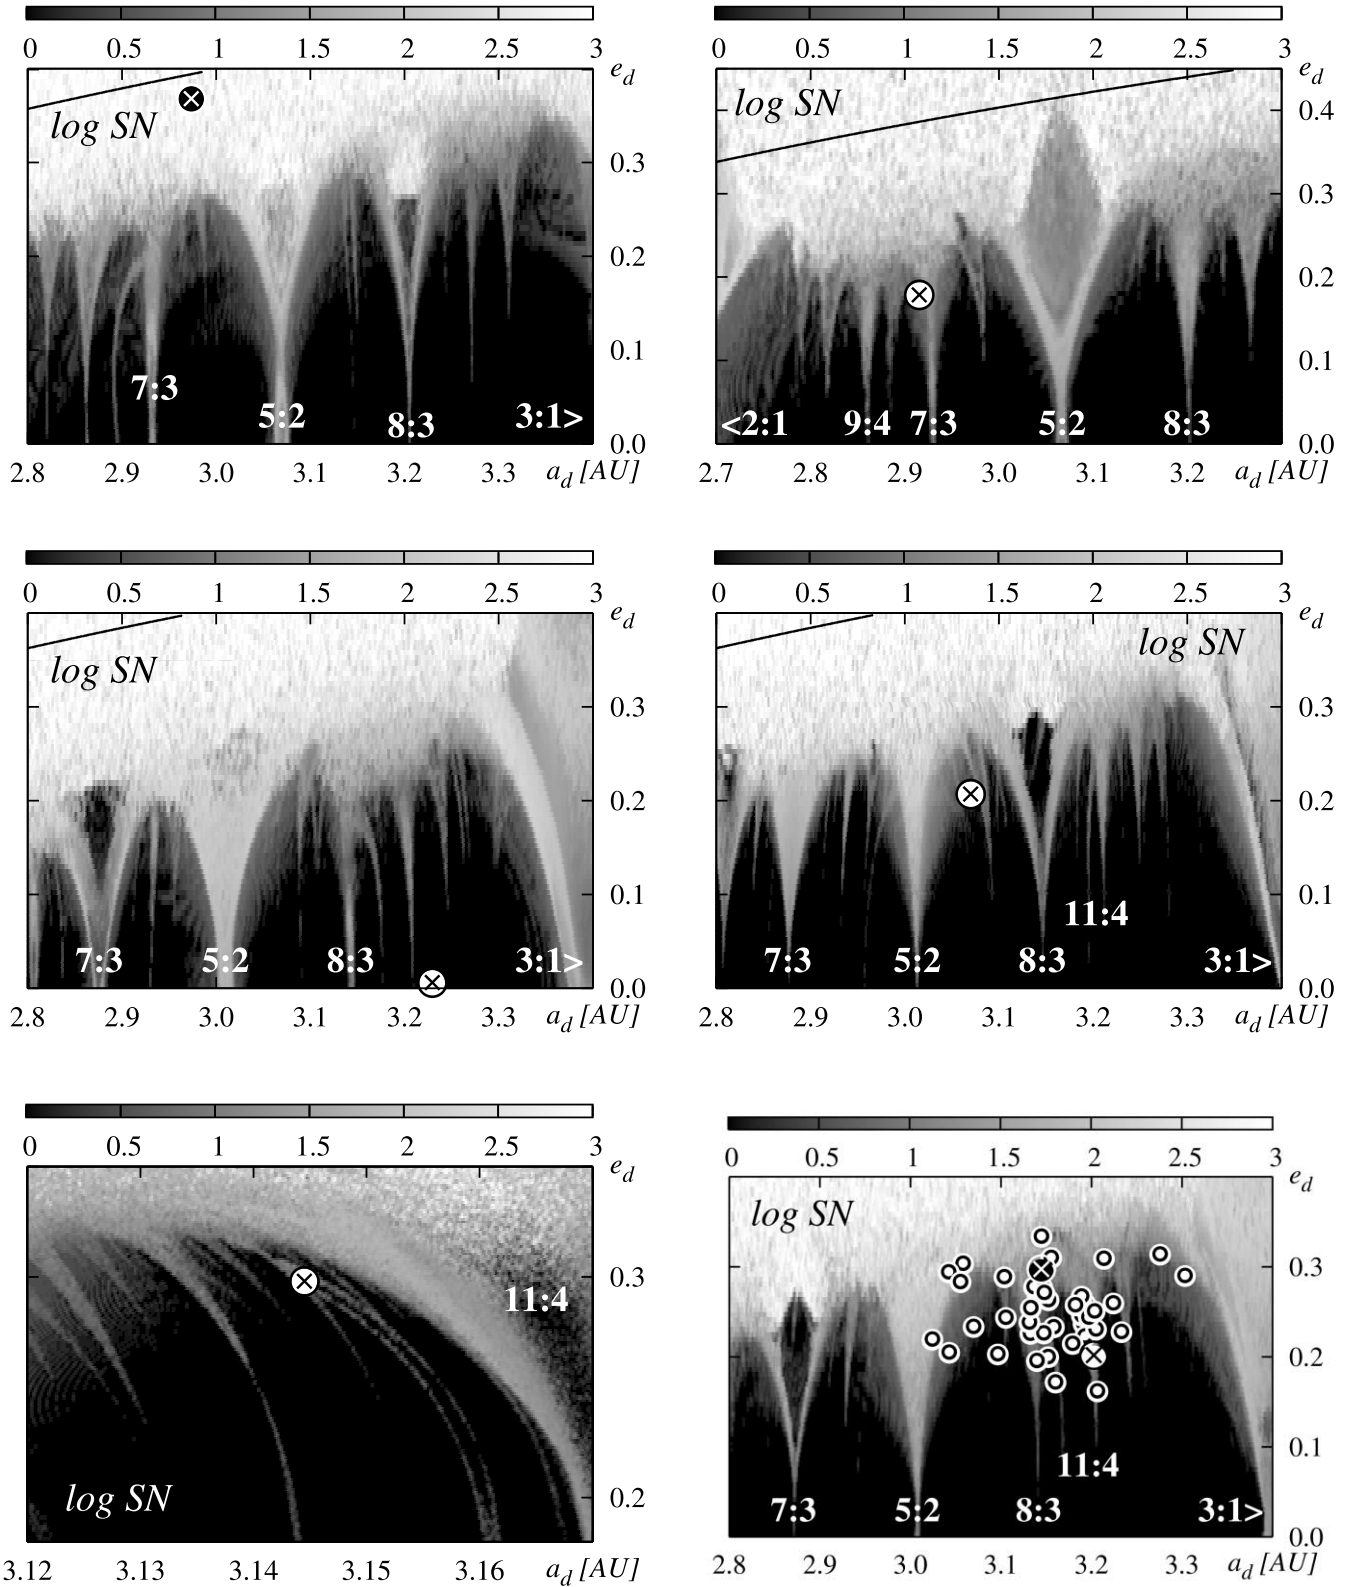 0 0.5 1 1.5 2 2.5 3
e_d
log SN
0.3
0.2
0.1
0.0
7:3 5:2 8:3 3:1>
2.8 2.9 3.0 3.1 3.2 3.3 a_d [AU]
0 0.5 1 1.5 2 2.5 3
e_d
log SN
0.4
0.3
0.2
0.1
0.0
<2:1 9:4 7:3 5:2 8:3
2.7 2.8 2.9 3.0 3.1 3.2 a_d [AU]
0 0.5 1 1.5 2 2.5 3
e_d
log SN
0.3
0.2
0.1
0.0
7:3 5:2 8:3 3:1>
2.8 2.9 3.0 3.1 3.2 3.3 a_d [AU]
0 0.5 1 1.5 2 2.5 3
e_d
log SN
0.3
0.2
0.1
0.0
11:4
7:3 5:2 8:3 3:1>
2.8 2.9 3.0 3.1 3.2 3.3 a_d [AU]
0 0.5 1 1.5 2 2.5 3
e_d
0.3
11:4
0.2
log SN
3.12 3.13 3.14 3.15 3.16 a_d [AU]
0 0.5 1 1.5 2 2.5 3
e_d
log SN
0.3
0.2
0.1
0.0
11:4
7:3 5:2 8:3 3:1>
2.8 2.9 3.0 3.1 3.2 3.3 a_d [AU]